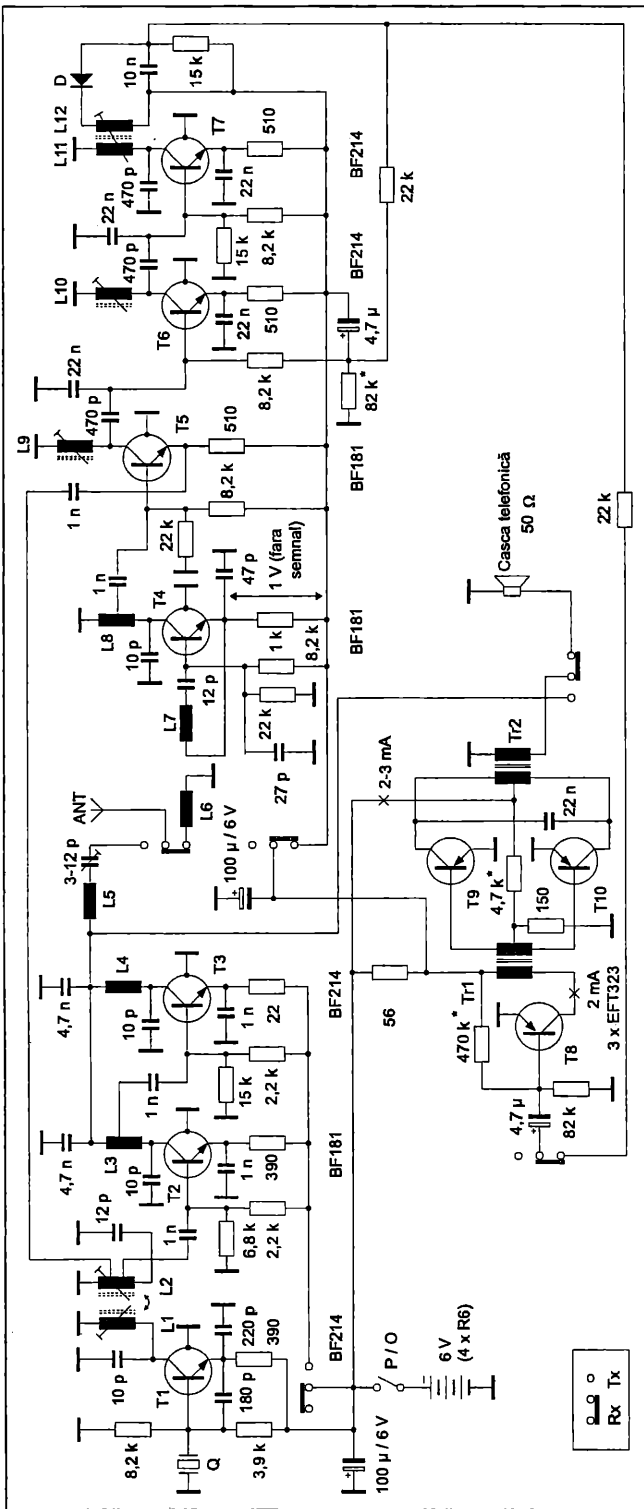 8,2 k
Q
3,9 k
100 µ / 6 V
10 p
T1
180 p
220 p
390
L1
L2
12 p
BF214
P / O
6 V
(4 x R6)
Rx
Tx
1 n
6,8 k
2,2 k
4,7 n
L3
10 p
T2
1 n
390
BF181
1 n
15 k
2,2 k
4,7 n
L4
10 p
T3
1 n
22
BF214
L5
3-12 p
ANT
L6
100 µ / 6 V
56
27 p
22 k
L7
12 p
L8
10 p
T4
1 n
47 p
1 k
8,2 k
1 V (fara
semnal)
22 k
BF181
1 n
8,2 k
L9
T5
510
BF181
470 p
22 n
8,2 k
L10
T6
22 n
510
BF214
82 k*
4,7 µ
470 p
22 n
15 k
8,2 k
L11
L12
470 p
T7
22 n
510
BF214
D
10 n
15 k
22 k
22 k
4,7 µ
82 k
470 k*
T8
Tr1
2 mA
3 x EFT323
150
4,7 k*
T9
T10
22 n
2-3 mA
Tr2
Casca telefonică
50 Ω